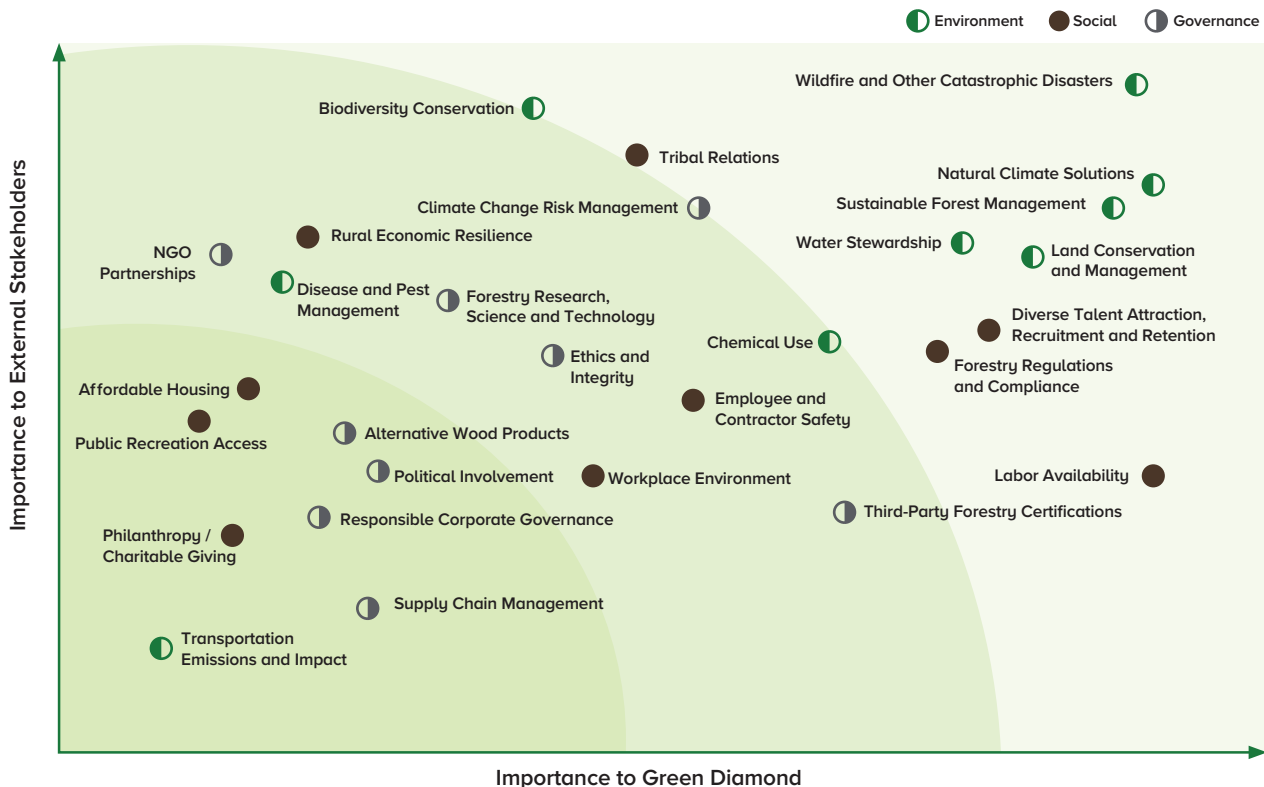 Environment
Social
Governance
Wildfire and Other Catastrophic Disasters
Biodiversity Conservation
Tribal Relations
Natural Climate Solutions
Sustainable Forest Management
Climate Change Risk Management
Rural Economic Resilience
Water Stewardship
Land Conservation
and Management
NGO
Partnerships
Disease and Pest
Management
Forestry Research,
Science and Technology
Diverse Talent Attraction,
Recruitment and Retention
Chemical Use
Ethics and
Integrity
Forestry Regulations
and Compliance
Affordable Housing
Employee and
Contractor Safety
Public Recreation Access
Alternative Wood Products
Political Involvement
Workplace Environment
Labor Availability
Responsible Corporate Governance
Third-Party Forestry Certifications
Philanthropy /
Charitable Giving
Supply Chain Management
Transportation
Emissions and Impact
Importance to External Stakeholders
Importance to Green Diamond